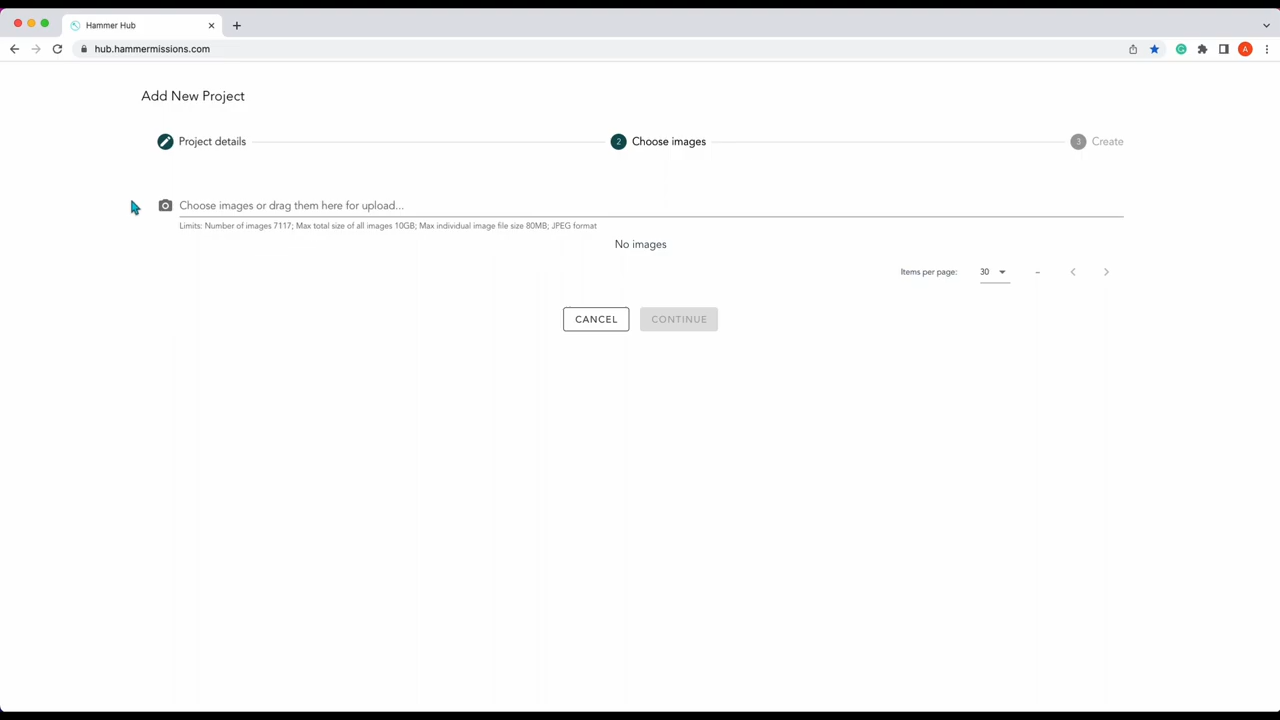 Hammer Hub
hub.hammermissions.com
A
Add New Project
Project details
2 Choose images
3 Create
Choose images or drag them here for upload...
Limits: Number of images 7117; Max total size of all images 10GB; Max individual image file size 80MB; JPEG format
No images
Items per page: 30 –
CANCEL CONTINUE